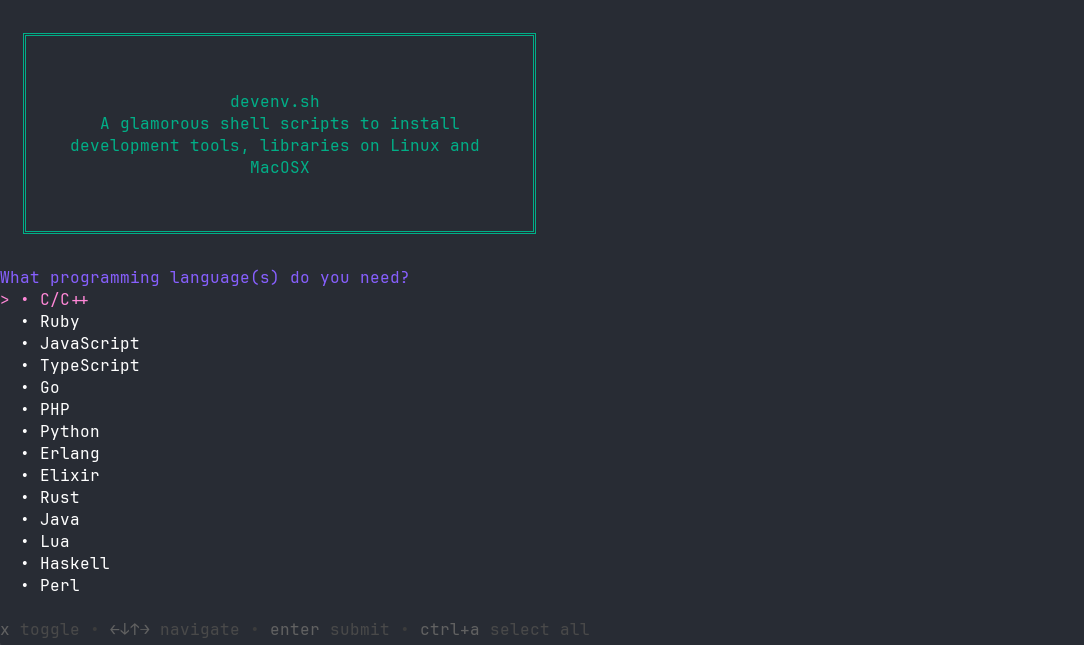 devenv.sh
A glamorous shell scripts to install
development tools, libraries on Linux and
MacOSX
What programming language(s) do you need?
> • C/C++
• Ruby
• JavaScript
• TypeScript
• Go
• PHP
• Python
• Erlang
• Elixir
• Rust
• Java
• Lua
• Haskell
• Perl
x toggle • ←↓↑→ navigate • enter submit • ctrl+a select all